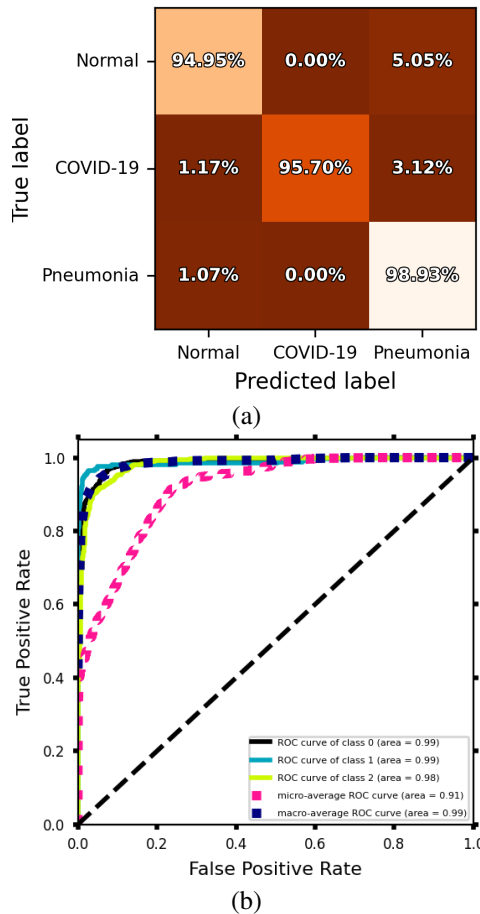 True label
Normal
94.95% 0.00% 5.05%
COVID-19
1.17% 95.70% 3.12%
Pneumonia
1.07% 0.00% 98.93%
Normal COVID-19 Pneumonia
Predicted label
(a)
True Positive Rate
1.0
0.8
0.6
0.4
0.2
0.0
ROC curve of class 0 (area = 0.99)
ROC curve of class 1 (area = 0.99)
ROC curve of class 2 (area = 0.98)
micro-average ROC curve (area = 0.91)
macro-average ROC curve (area = 0.99)
0.0 0.2 0.4 0.6 0.8 1.0
False Positive Rate
(b)